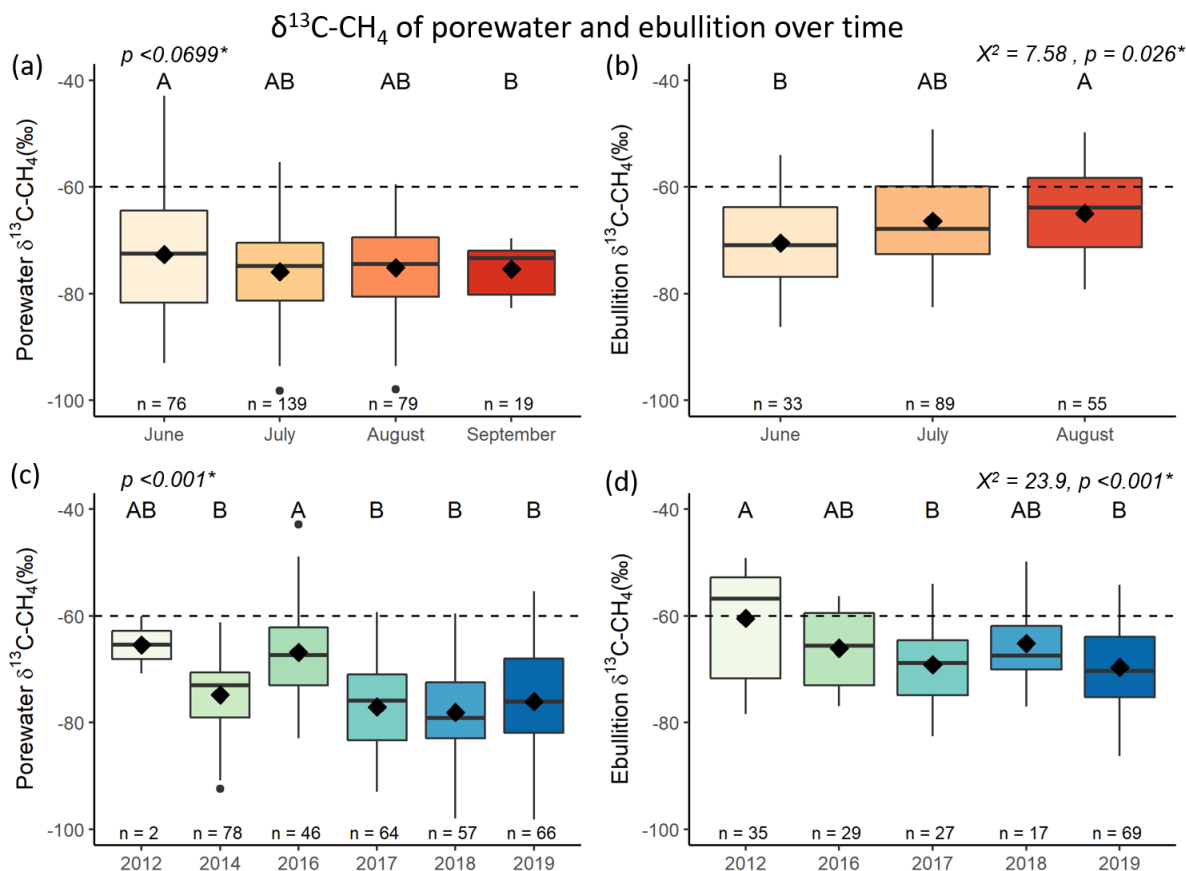 δ¹³C-CH₄ of porewater and ebullition over time
(a)
p <0.0699*
A AB AB B
Porewater δ¹³C-CH₄(‰)
-40
-60
-80
-100
n = 76 n = 139 n = 79 n = 19
June July August September
(b)
X² = 7.58 , p = 0.026*
B AB A
Ebullition δ¹³C-CH₄(‰)
-40
-60
-80
-100
n = 33 n = 89 n = 55
June July August
(c)
p <0.001*
AB B A B B B
Porewater δ¹³C-CH₄(‰)
-40
-60
-80
-100
n = 2 n = 78 n = 46 n = 64 n = 57 n = 66
2012 2014 2016 2017 2018 2019
(d)
X² = 23.9, p <0.001*
A AB B AB B
Ebullition δ¹³C-CH₄(‰)
-40
-60
-80
-100
n = 35 n = 29 n = 27 n = 17 n = 69
2012 2016 2017 2018 2019